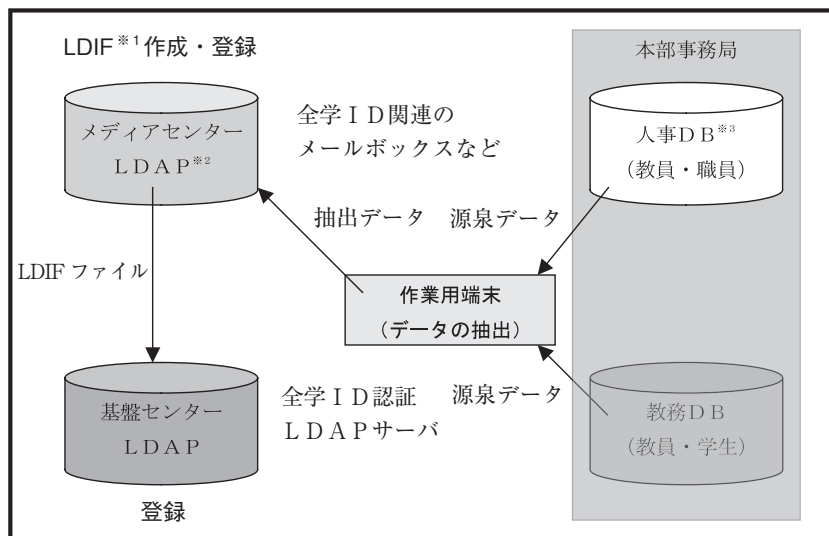 LDIF※1作成・登録
本部事務局
メディアセンター
LDAP※2
全学ID関連の
メールボックスなど
人事DB※3
(教員・職員)
抽出データ
源泉データ
LDIF ファイル
作業用端末
(データの抽出)
基盤センター
LDAP
全学ID認証
LDAPサーバ
源泉データ
教務DB
(教員・学生)
登録